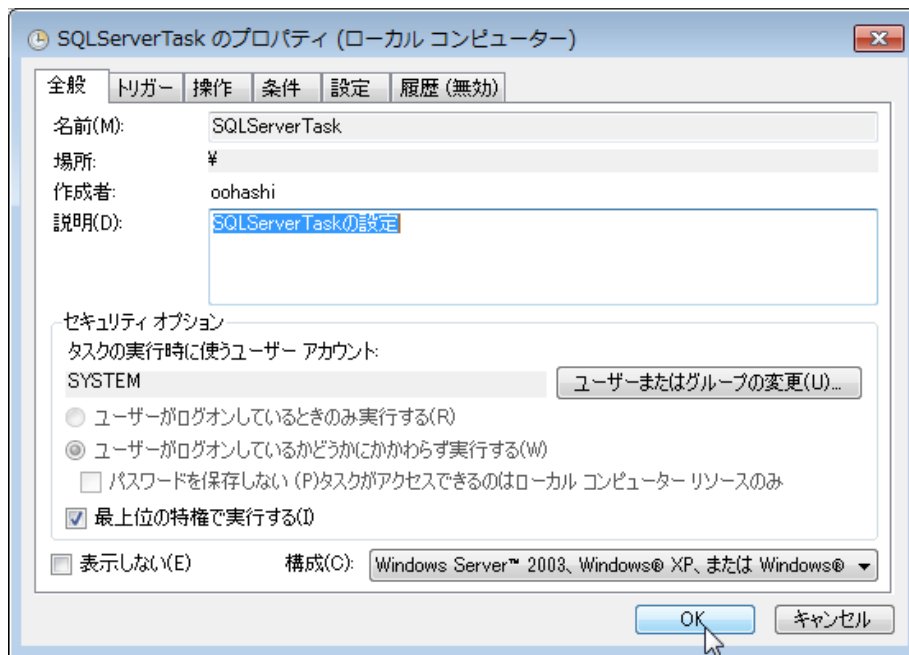 SQLServerTask のプロパティ (ローカル コンピューター)
全般 トリガー 操作 条件 設定 履歴 (無効)
名前(M): SQLServerTask
場所: ¥
作成者: oohashi
説明(D): SQLServerTaskの設定
セキュリティ オプション
タスクの実行時に使うユーザー アカウント:
SYSTEM ユーザーまたはグループの変更(U)...
ユーザーがログオンしているときのみ実行する(R)
ユーザーがログオンしているかどうかにかかわらず実行する(W)
パスワードを保存しない (P)タスクがアクセスできるのはローカル コンピューター リソースのみ
最上位の特権で実行する(I)
表示しない(E) 構成(C): Windows Server™ 2003、Windows® XP、または Windows®
OK キャンセル